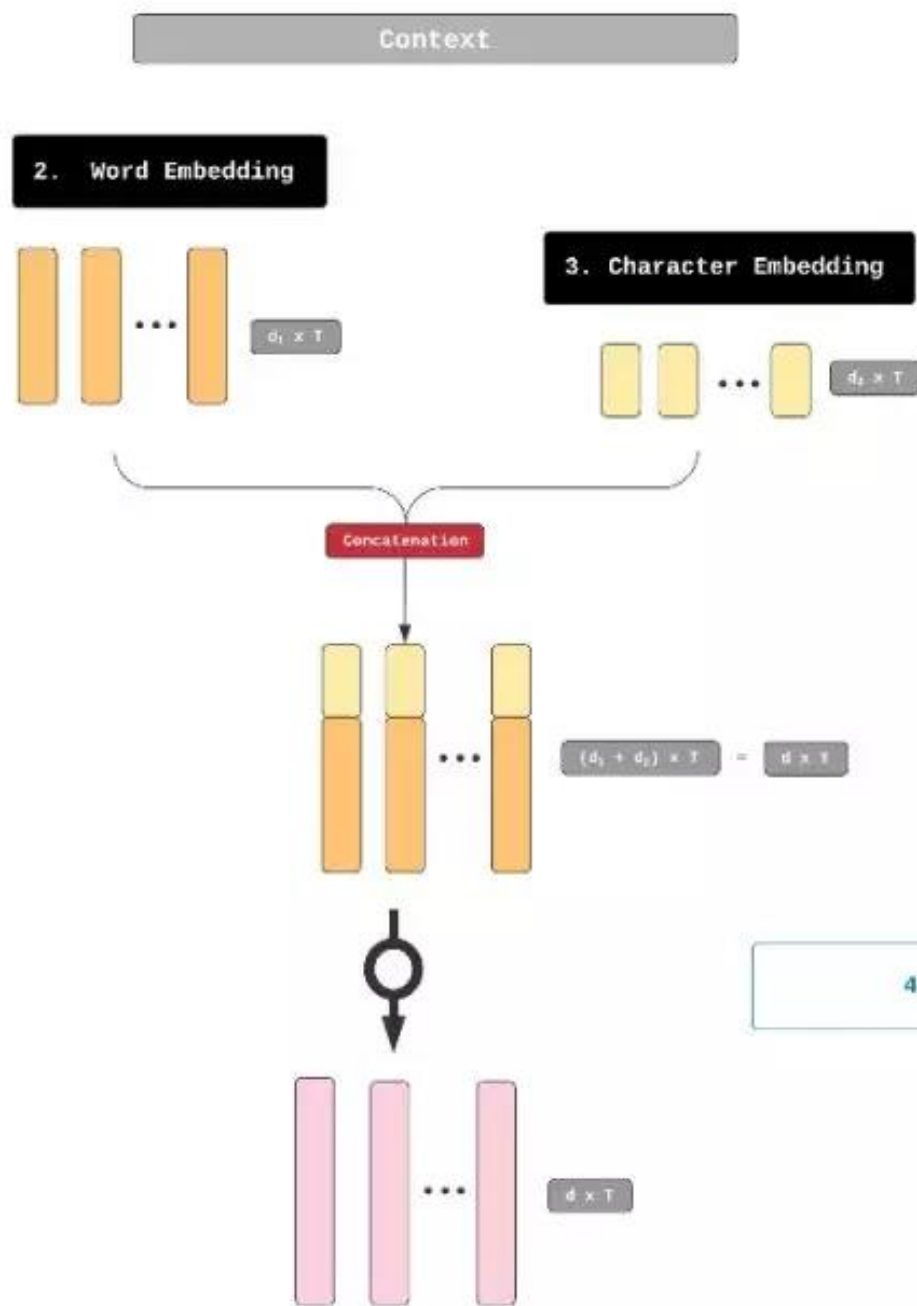 Context
2. Word Embedding
3. Character Embedding
d₁ x T
d₂ x T
Concatenation
(d₁ + d₂) x T = d x T
4
d x T